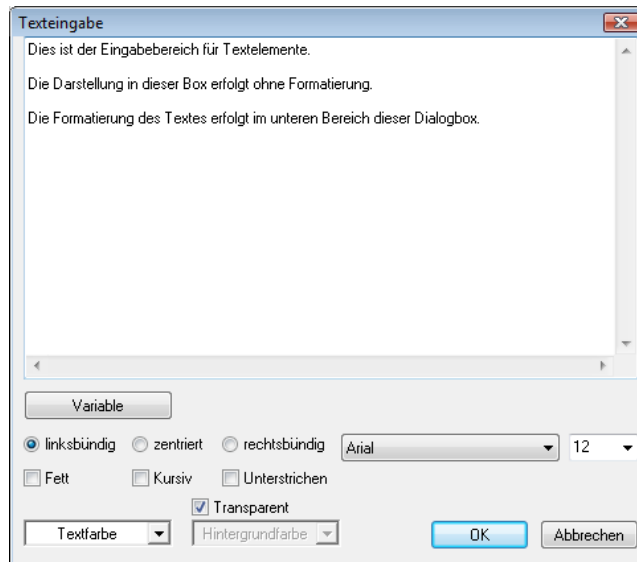 Texteingabe
Dies ist der Eingabebereich für Textelemente.
Die Darstellung in dieser Box erfolgt ohne Formatierung.
Die Formatierung des Textes erfolgt im unteren Bereich dieser Dialogbox.
Variable
linksbündig zentriert rechtsbündig Arial 12
Fett Kursiv Unterstrichen
Transparent
Textfarbe Hintergrundfarbe OK Abbrechen